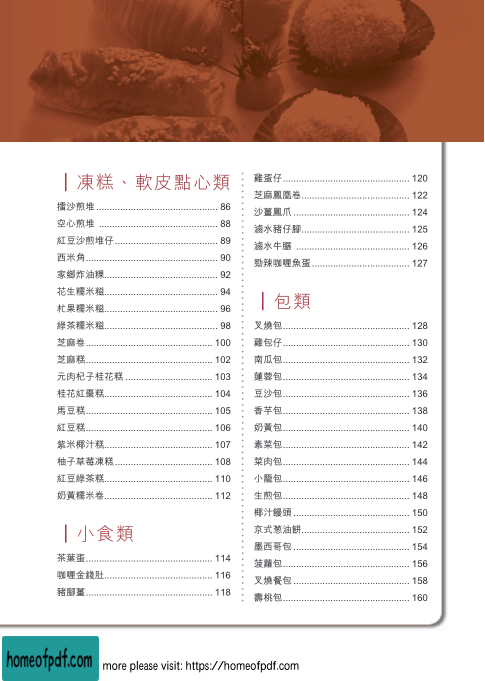 凍糕、軟皮點心類
擂沙煎堆 86
空心煎堆 88
紅豆沙煎堆仔 89
西米角 90
家鄉炸油粿 92
花生糯米糍 94
杧果糯米糍 96
綠茶糯米糍 98
芝麻卷 100
芝麻糕 102
元肉杞子桂花糕 103
桂花紅棗糕 104
馬豆糕 105
紅豆糕 106
紫米椰汁糕 107
柚子草莓凍糕 108
紅豆綠茶糕 110
奶黃糯米卷 112
小食類
茶葉蛋 114
咖喱金錢肚 116
豬腳薑 118
雞蛋仔 120
芝麻鳳凰卷 122
沙薑鳳爪 124
滷水豬仔腳 125
滷水牛𦟌 126
勁辣咖喱魚蛋 127
包類
叉燒包 128
雞包仔 130
南瓜包 132
蓮蓉包 134
豆沙包 136
香芋包 138
奶黃包 140
素菜包 142
菜肉包 144
小籠包 146
生煎包 148
椰汁饅頭 150
京式葱油餅 152
墨西哥包 154
菠蘿包 156
叉燒餐包 158
壽桃包 160
homeofpdf.com
more please visit: https://homeofpdf.com